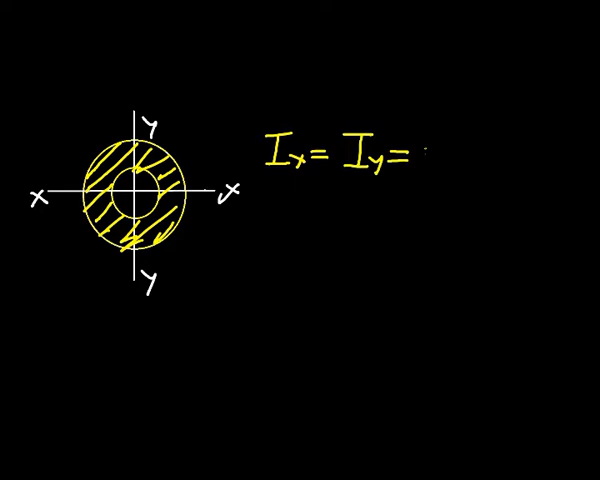 y
Ix = Iy =
x x
y